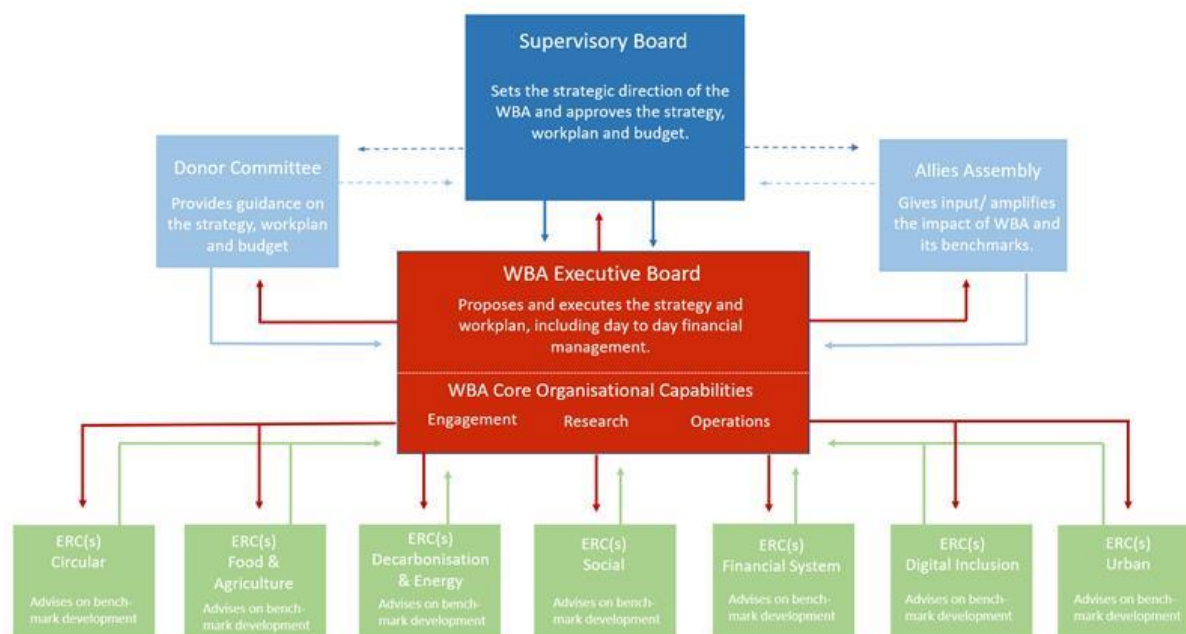 Supervisory Board
Sets the strategic direction of the
WBA and approves the strategy,
workplan and budget.
Donor Committee
Provides guidance on
the strategy, workplan
and budget
Allies Assembly
Gives input/ amplifies
the impact of WBA and
its benchmarks.
WBA Executive Board
Proposes and executes the strategy and
workplan, including day to day financial
management.
WBA Core Organisational Capabilities
Engagement
Research
Operations
ERC(s)
Circular
Advises on bench-
mark development
ERC(s)
Food &
Agriculture
Advises on bench-
mark development
ERC(s)
Decarbonisation
& Energy
Advises on bench-
mark development
ERC(s)
Social
Advises on bench-
mark development
ERC(s)
Financial System
Advises on bench-
mark development
ERC(s)
Digital Inclusion
Advises on bench-
mark development
ERC(s)
Urban
Advises on bench-
mark development